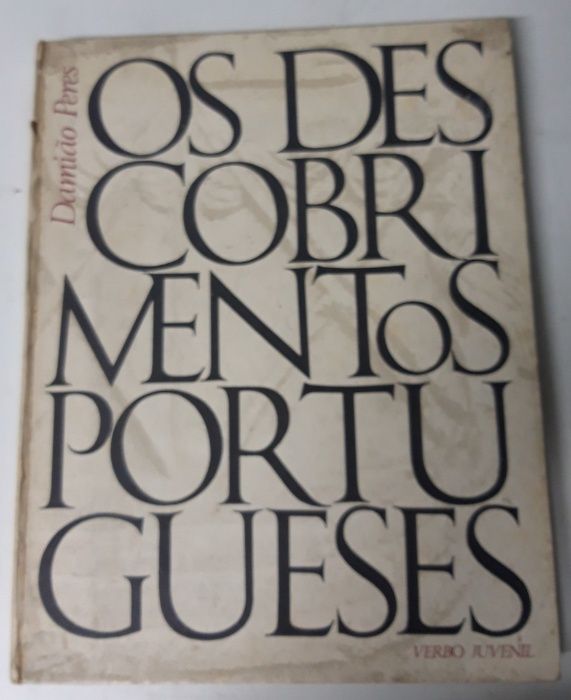 Damião Peres
OS DES
COBRI
MENToS
PORTU
GUESES
VERBO JUVENIL